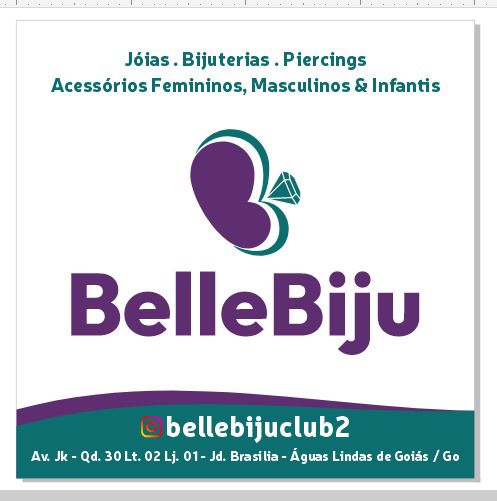 Jóias . Bijuterias . Piercings
Acessórios Femininos, Masculinos & Infantis
BelleBiju
bellebijuclub2
Av. Jk - Qd. 30 Lt. 02 Lj. 01 - Jd. Brasilia - Águas Lindas de Goiás / Go